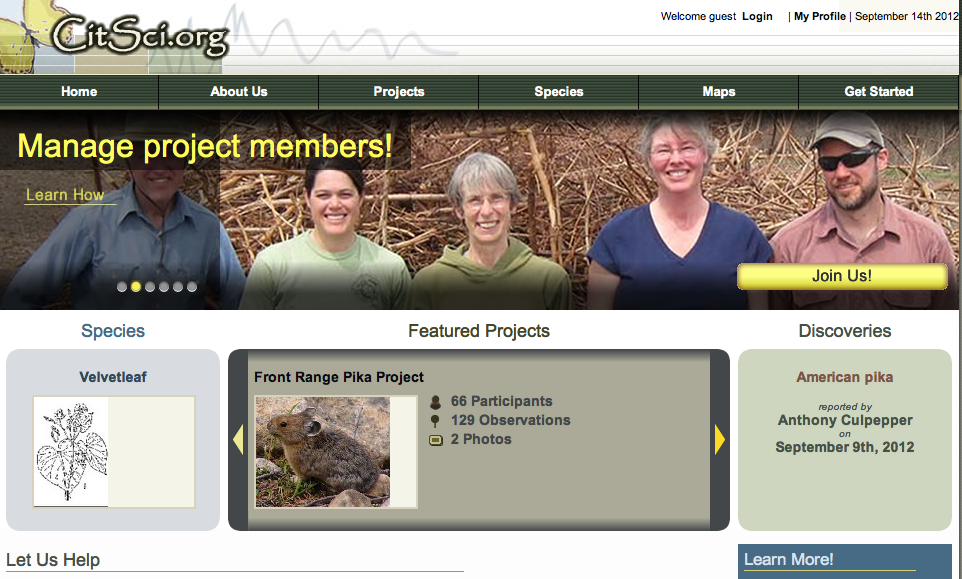 CitSci.org
Welcome guest Login | My Profile | September 14th 2012
Home About Us Projects Species Maps Get Started
Manage project members!
Learn How
Join Us!
Species
Featured Projects
Discoveries
Velvetleaf
Front Range Pika Project
66 Participants
129 Observations
2 Photos
American pika
reported by
Anthony Culpepper
on
September 9th, 2012
Let Us Help
Learn More!